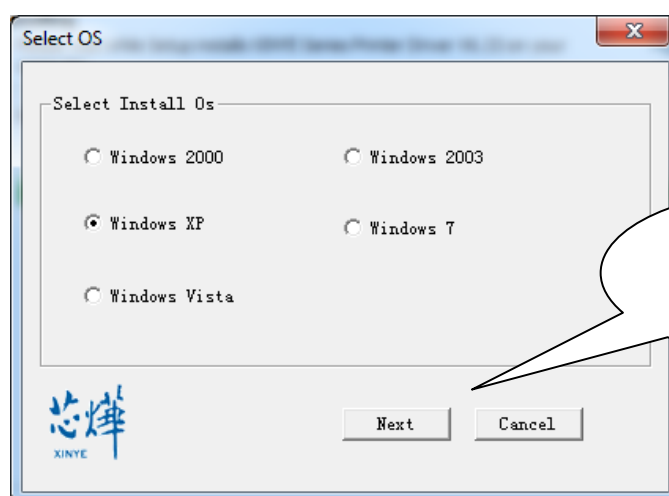 Select OS
Select Install Os
Windows 2000
Windows 2003
Windows XP
Windows 7
Windows Vista
芯烨
XINYE
Next
Cancel